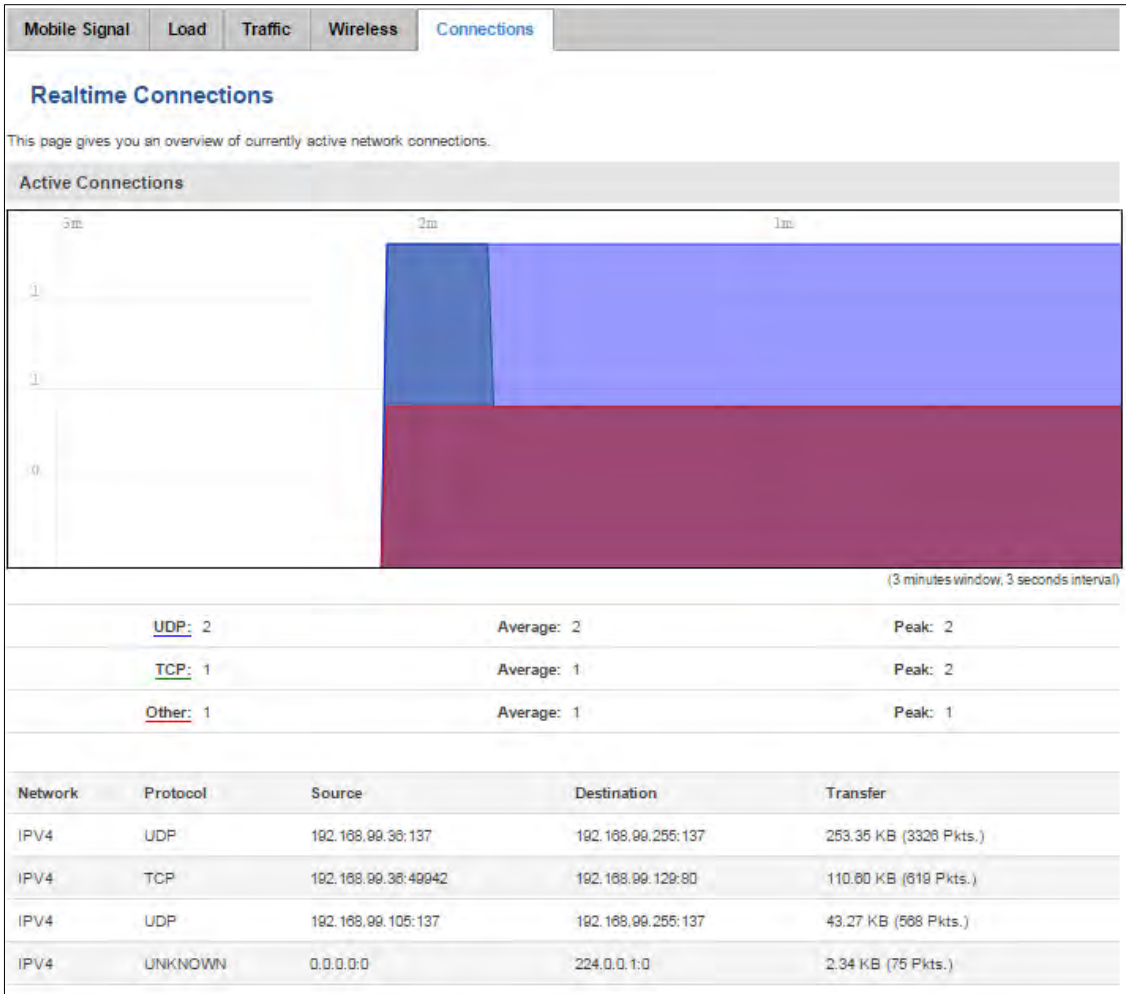 Mobile Signal Load Traffic Wireless Connections
Realtime Connections
This page gives you an overview of currently active network connections.
Active Connections
3m 2m 1m
1
1
0
(3 minutes window, 3 seconds interval)
UDP: 2 Average: 2 Peak: 2
TCP: 1 Average: 1 Peak: 2
Other: 1 Average: 1 Peak: 1
Network Protocol Source Destination Transfer
IPV4 UDP 192.168.99.36:137 192.168.99.255:137 253.35 KB (3326 Pkts.)
IPV4 TCP 192.168.99.36:49942 192.168.99.129:80 110.60 KB (619 Pkts.)
IPV4 UDP 192.168.99.105:137 192.168.99.255:137 43.27 KB (568 Pkts.)
IPV4 UNKNOWN 0.0.0.0:0 224.0.0.1:0 2.34 KB (75 Pkts.)